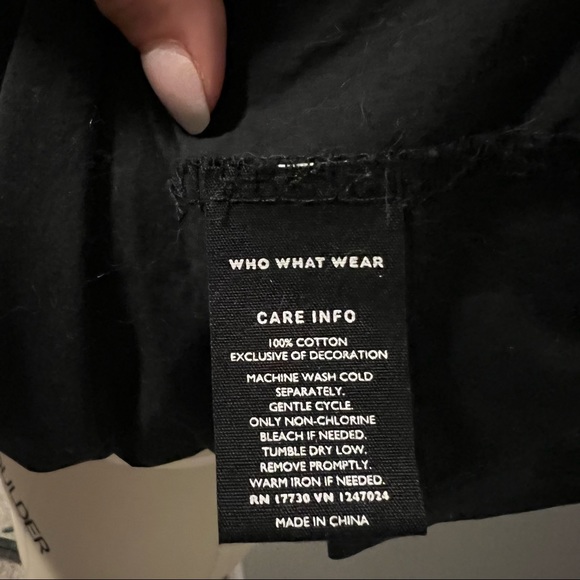 WHO WHAT WEAR
CARE INFO
100% COTTON
EXCLUSIVE OF DECORATION
MACHINE WASH COLD
SEPARATELY.
GENTLE CYCLE.
ONLY NON-CHLORINE
BLEACH IF NEEDED.
TUMBLE DRY LOW.
REMOVE PROMPTLY.
WARM IRON IF NEEDED.
RN 17730 VN 1247024
MADE IN CHINA